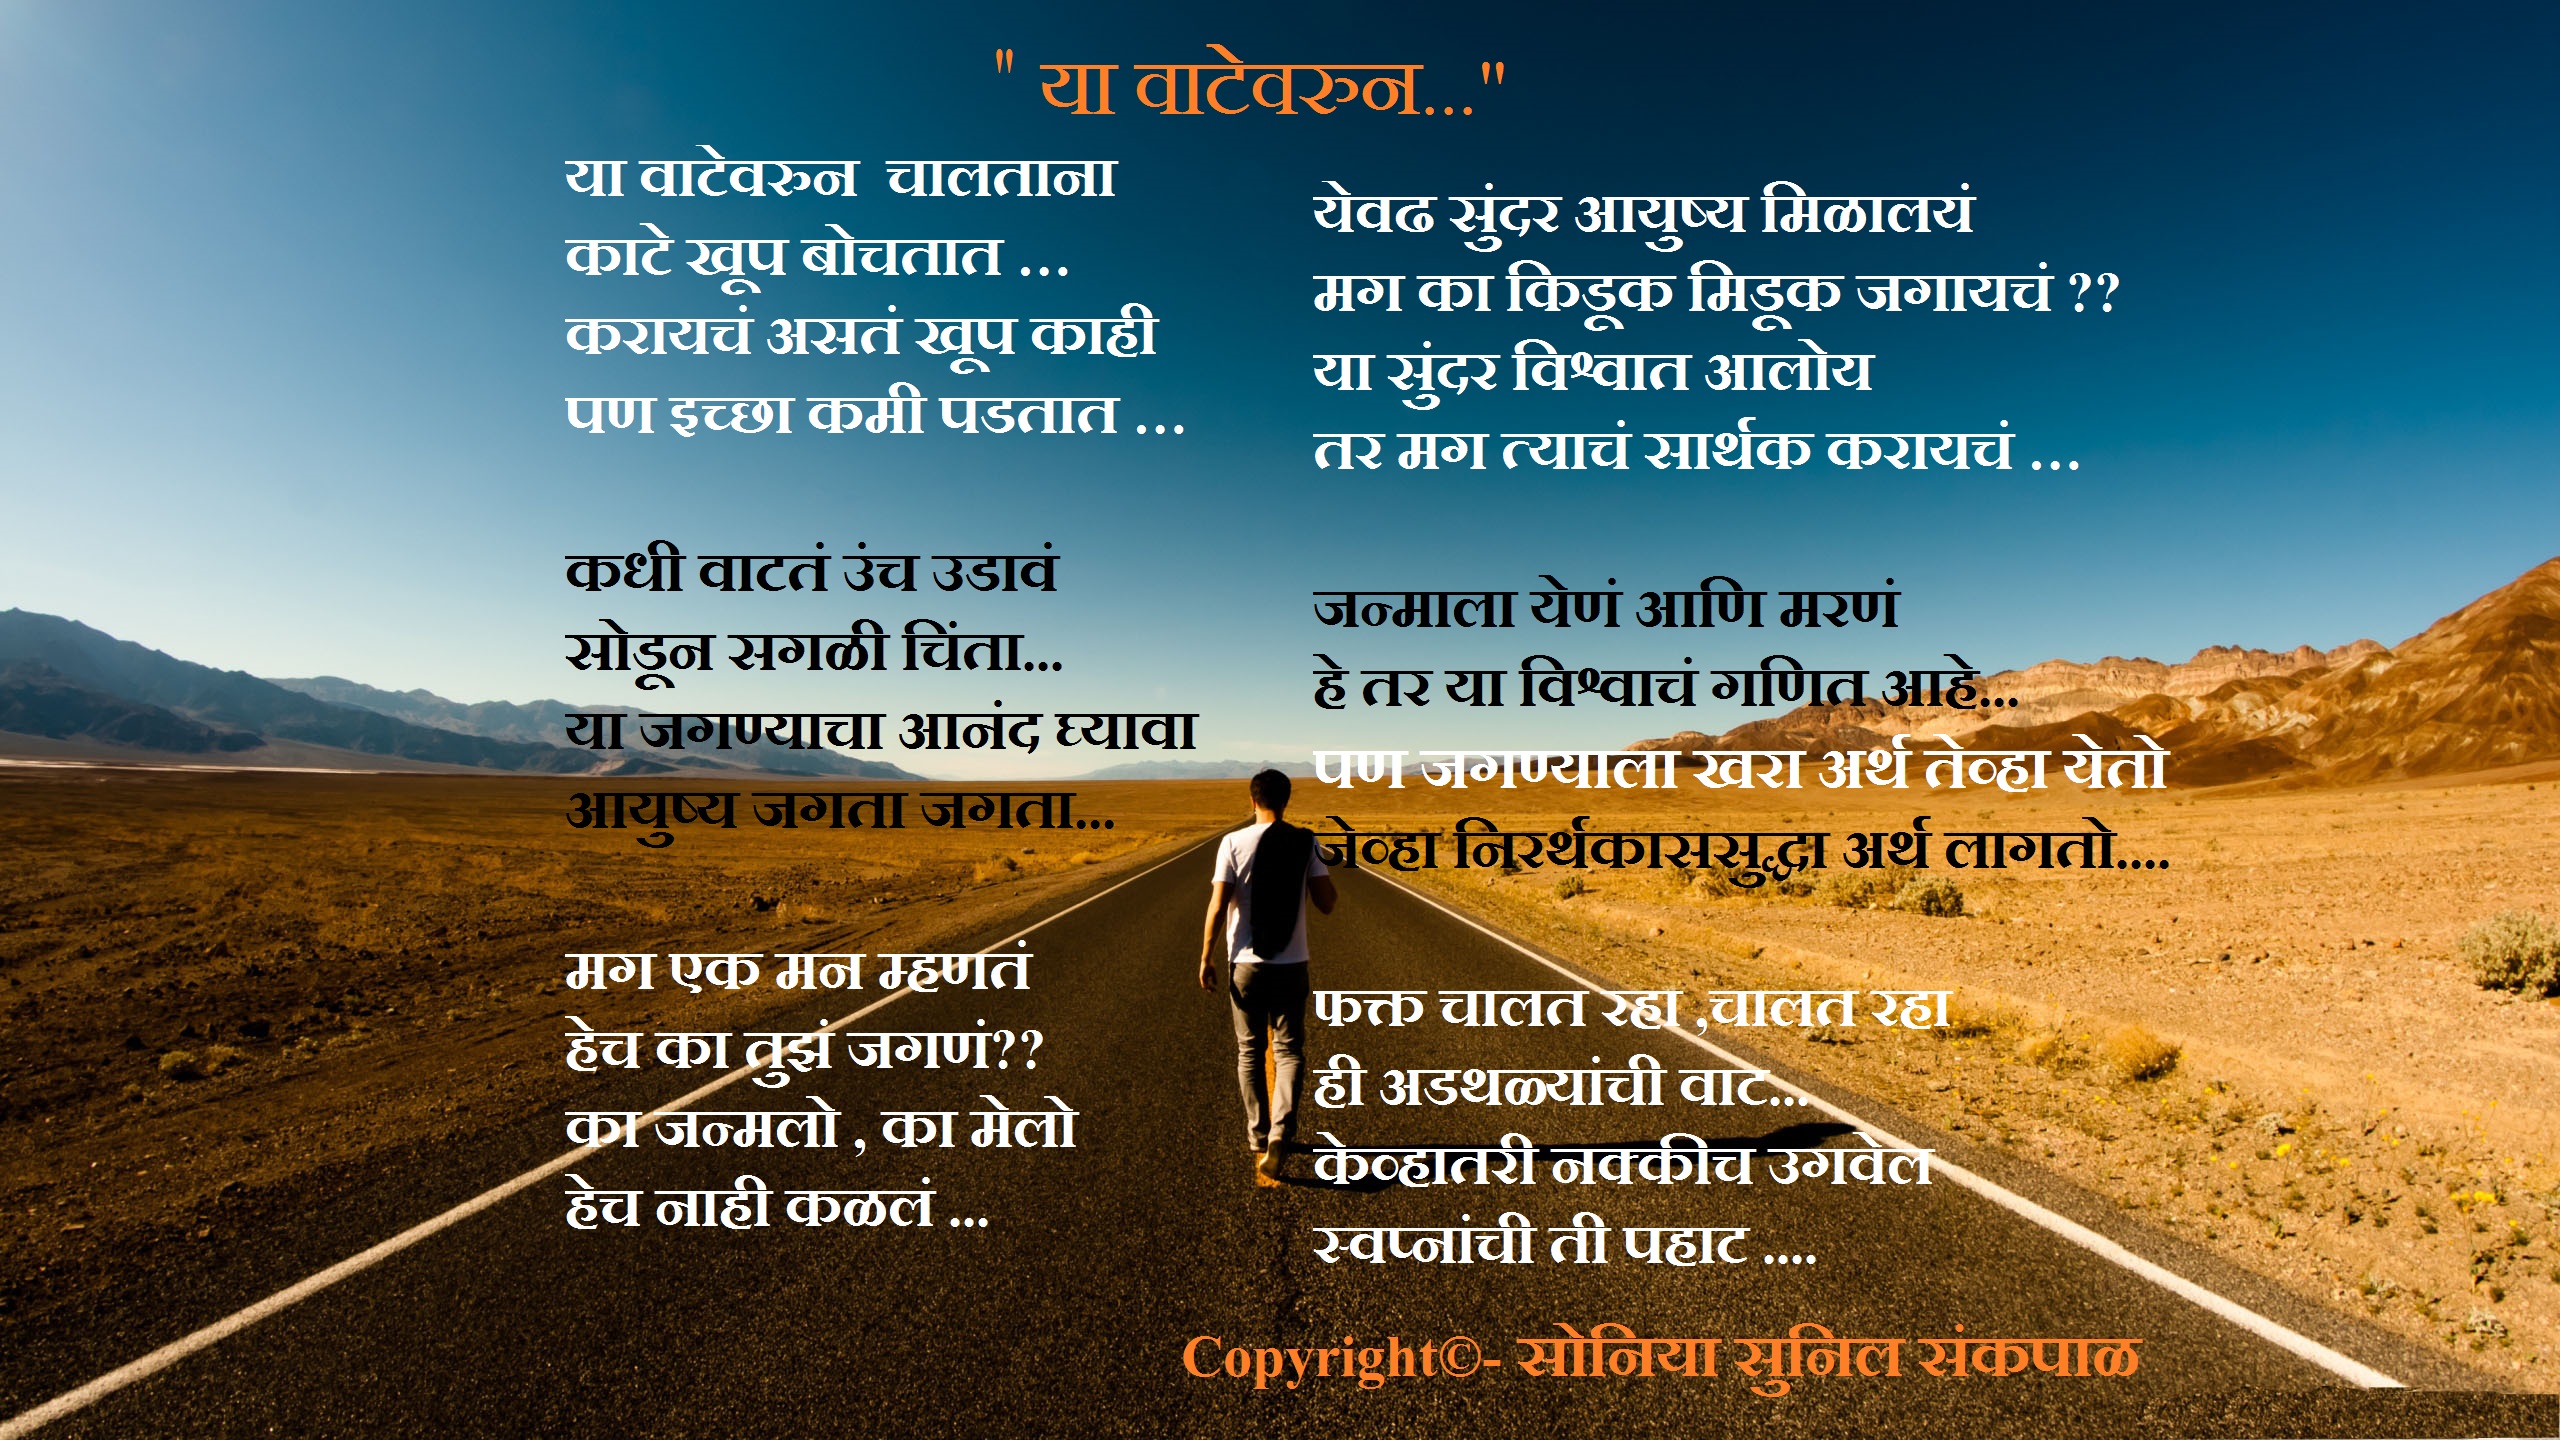 " या वाटेवरुन..."
या वाटेवरुन चालताना
काटे खूप बोचतात ...
करायचं असतं खूप काही
पण इच्छा कमी पडतात ...
कधी वाटतं उंच उडावं
सोडून सगळी चिंता...
या जगण्याचा आनंद घ्यावा
आयुष्य जगता जगता...
मग एक मन म्हणतं
हेच का तुझं जगणं??
का जन्मलो , का मेलो
हेच नाही कळलं ...
येवढ सुंदर आयुष्य मिळालयं
मग का किडूक मिडूक जगायचं ??
या सुंदर विश्वात आलोय
तर मग त्याचं सार्थक करायचं ...
जन्माला येणं आणि मरणं
हे तर या विश्वाचं गणित आहे...
पण जगण्याला खरा अर्थ तेव्हा येतो
जेव्हा निरर्थकाससुद्धा अर्थ लागतो....
फक्त चालत रहा ,चालत रहा
ही अडथळ्यांची वाट...
केव्हातरी नक्कीच उगवेल
स्वप्नांची ती पहाट ....
Copyright©- सोनिया सुनिल संकपाळ